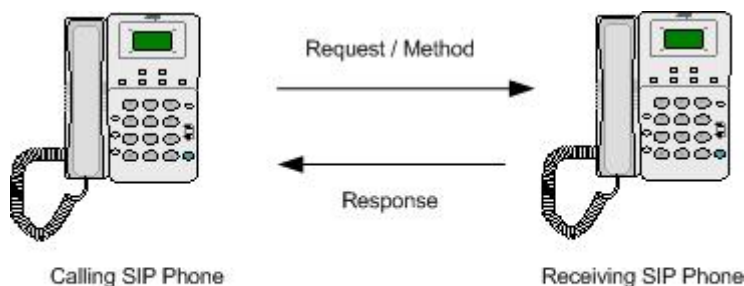 Request / Method
Response
Calling SIP Phone
Receiving SIP Phone